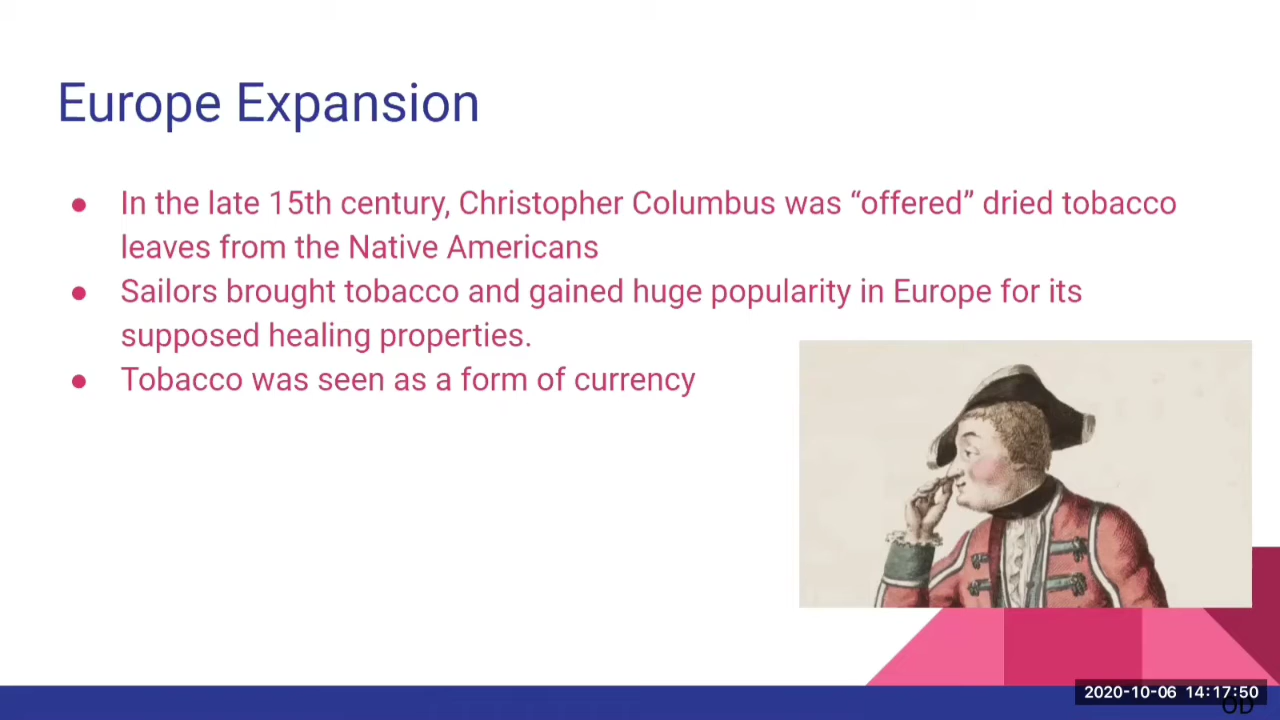 Europe Expansion
● In the late 15th century, Christopher Columbus was “offered” dried tobacco
leaves from the Native Americans
● Sailors brought tobacco and gained huge popularity in Europe for its
supposed healing properties.
● Tobacco was seen as a form of currency
2020-10-06 14:17:50
OD